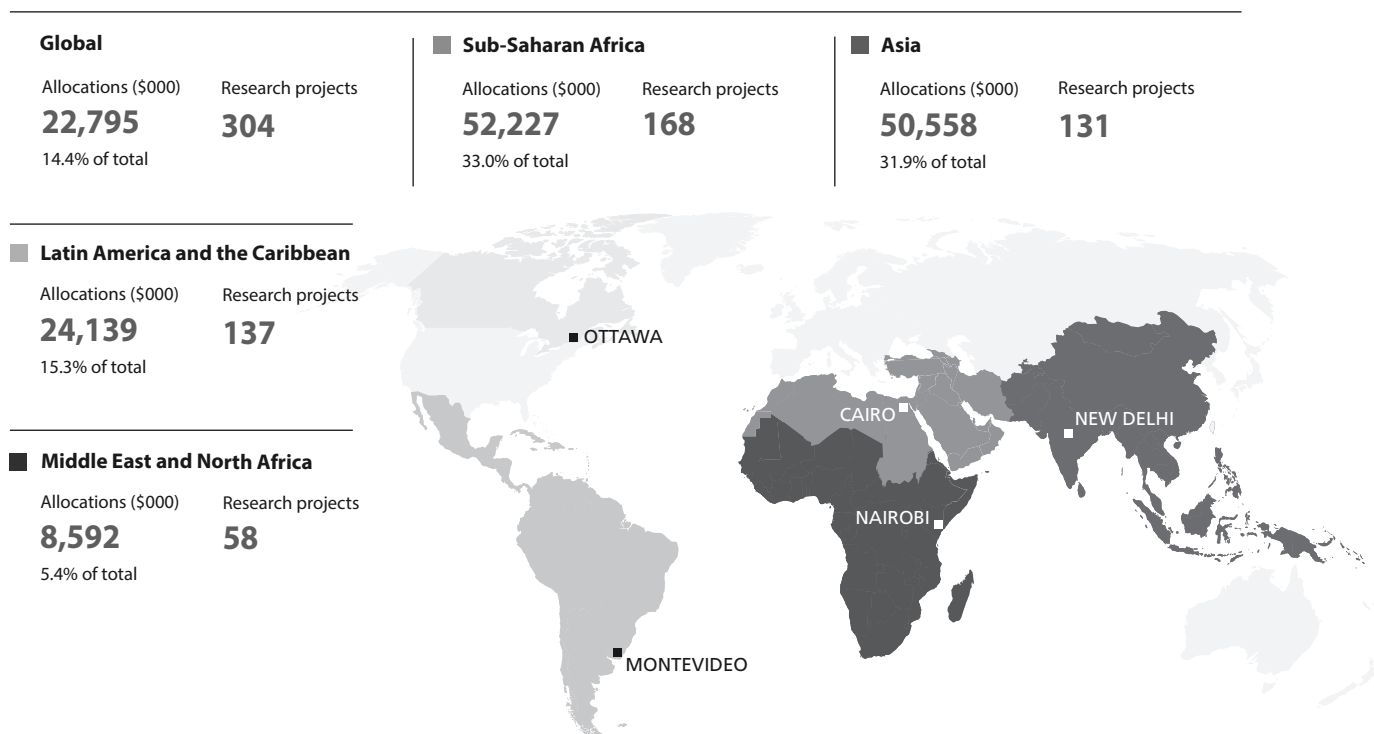 Global
Allocations ($000) Research projects
22,795 304
14.4% of total
Sub-Saharan Africa
Allocations ($000) Research projects
52,227 168
33.0% of total
Asia
Allocations ($000) Research projects
50,558 131
31.9% of total
Latin America and the Caribbean
Allocations ($000) Research projects
24,139 137
15.3% of total
Middle East and North Africa
Allocations ($000) Research projects
8,592 58
5.4% of total
OTTAWA
CAIRO
NEW DELHI
NAIROBI
MONTEVIDEO